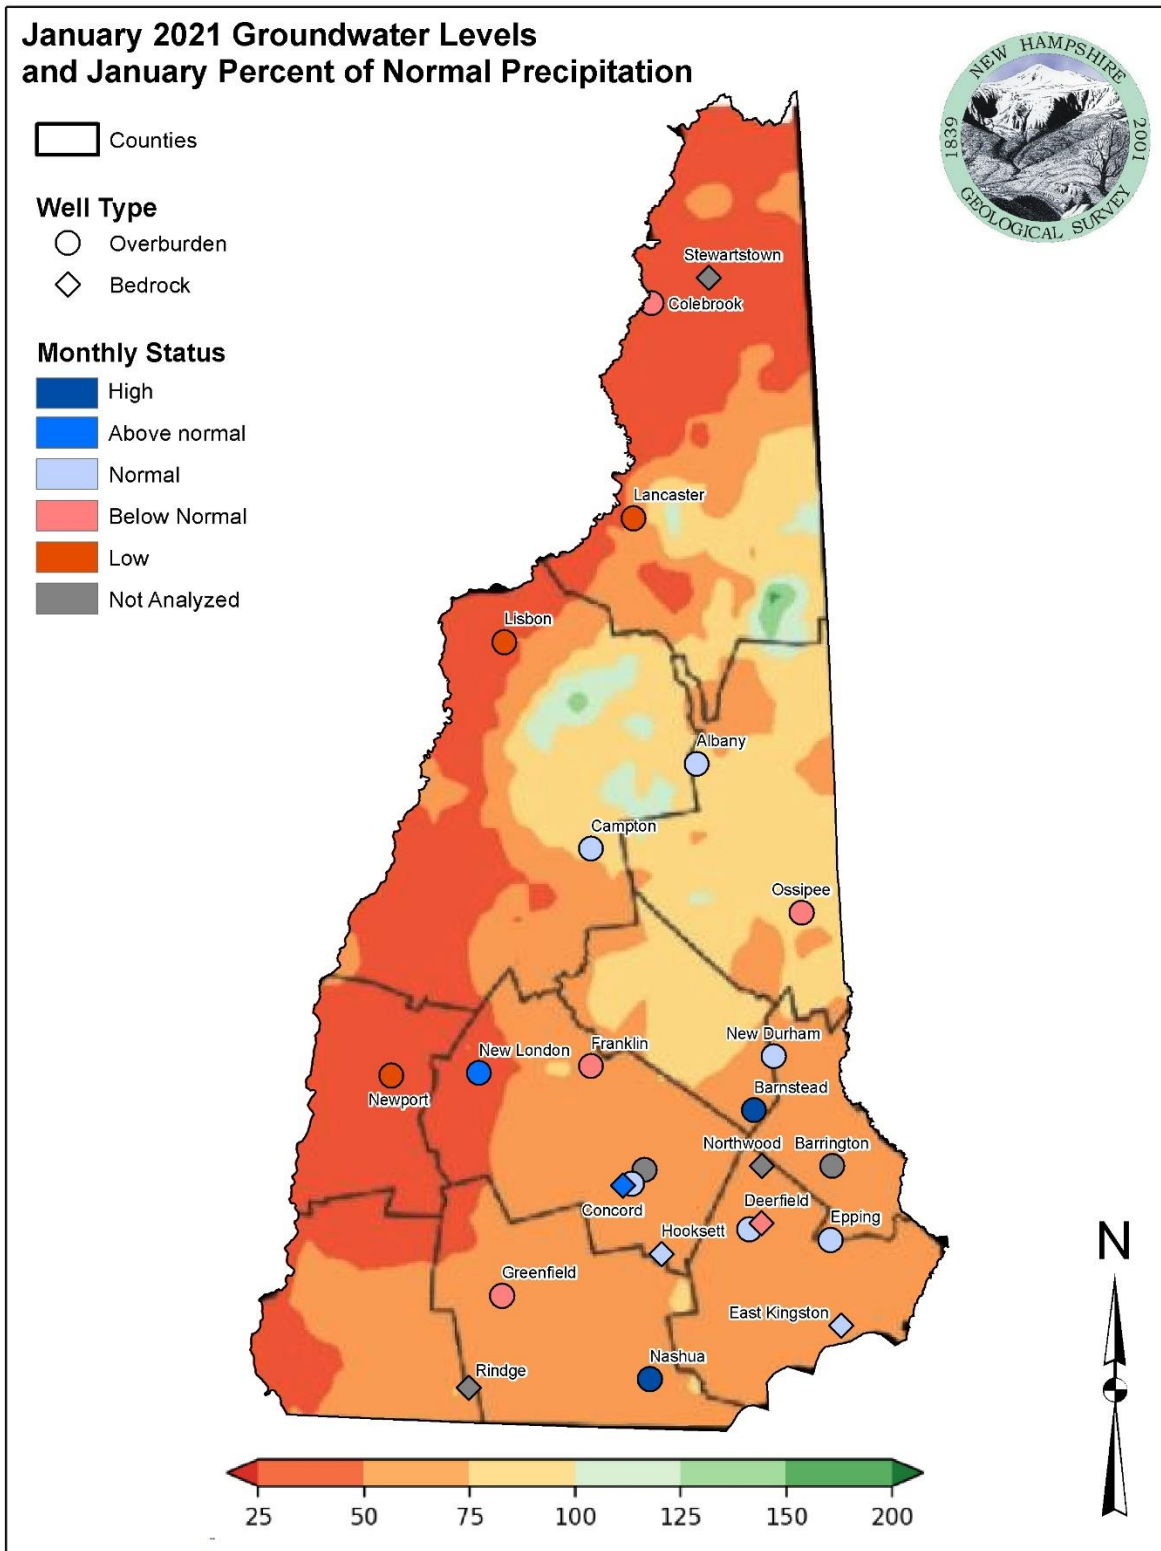 January 2021 Groundwater Levels
and January Percent of Normal Precipitation
NEW HAMPSHIRE
1839
2001
GEOLOGICAL SURVEY
Counties
Well Type
Overburden
Bedrock
Monthly Status
High
Above normal
Normal
Below Normal
Low
Not Analyzed
Stewartstown
Colebrook
Lancaster
Lisbon
Albany
Campton
Ossipee
New Durham
New London
Franklin
Newport
Barnstead
Northwood
Barrington
Concord
Deerfield
Epping
Hooksett
Greenfield
East Kingston
Nashua
Rindge
N
25 50 75 100 125 150 200